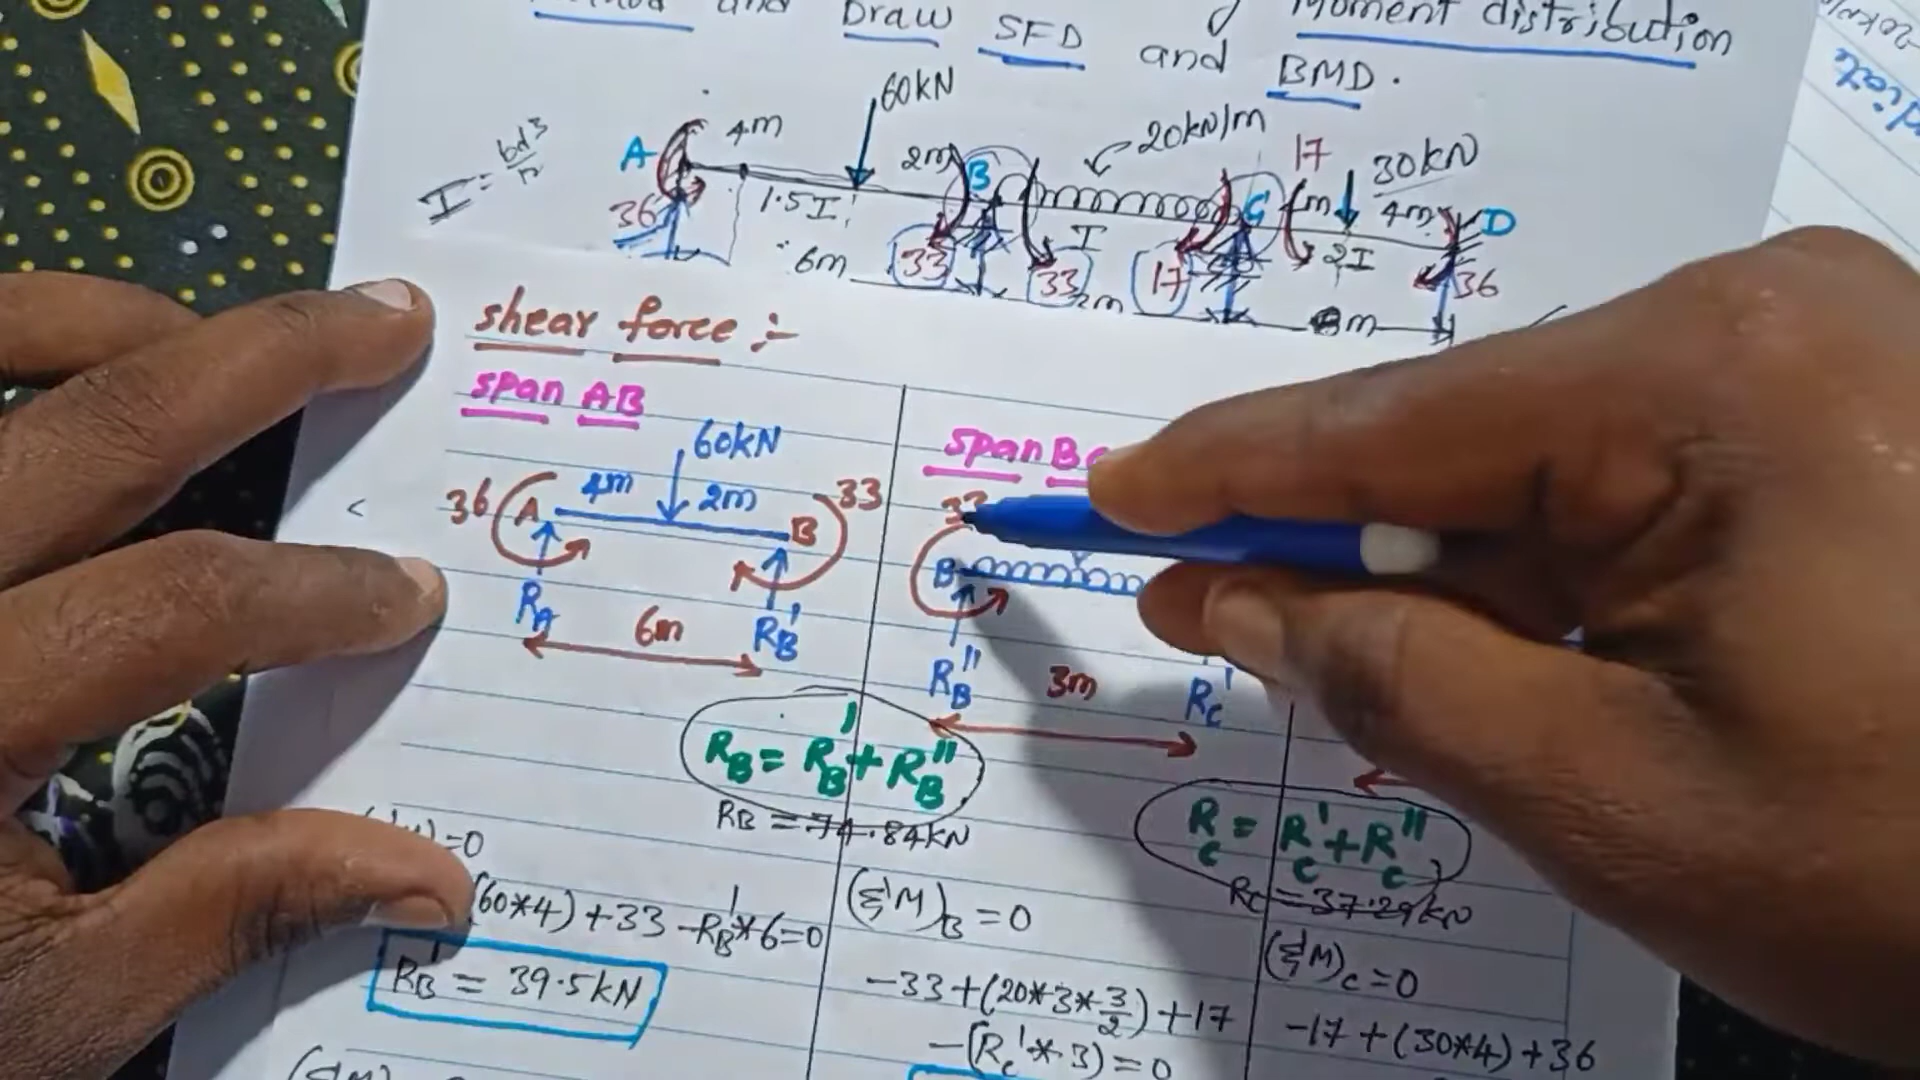 and Draw SFD Moment distribution
and BMD.
I = bd³/12
A 4m 60kN 2m B 20kN/m 17 30kN
36 1.5I 33 I 33 17 C 2I 4m D 36
6m
shear force :-
span AB
60kN
36 A 4m 2m B 33
RA RB'
6m
RB = RB' + RB''
RB = 74.84kN
=0
(60*4)+33 -RB'*6=0
RB' = 39.5kN
span B
33
B
RB'' RC'
3m
(ΣM)B = 0
-33+(20*3*3/2)+17
-(Rc'*3)=0
Rc = Rc' + Rc''
Rc = 37.29kN
(ΣM)c = 0
-17 + (30*4) + 36